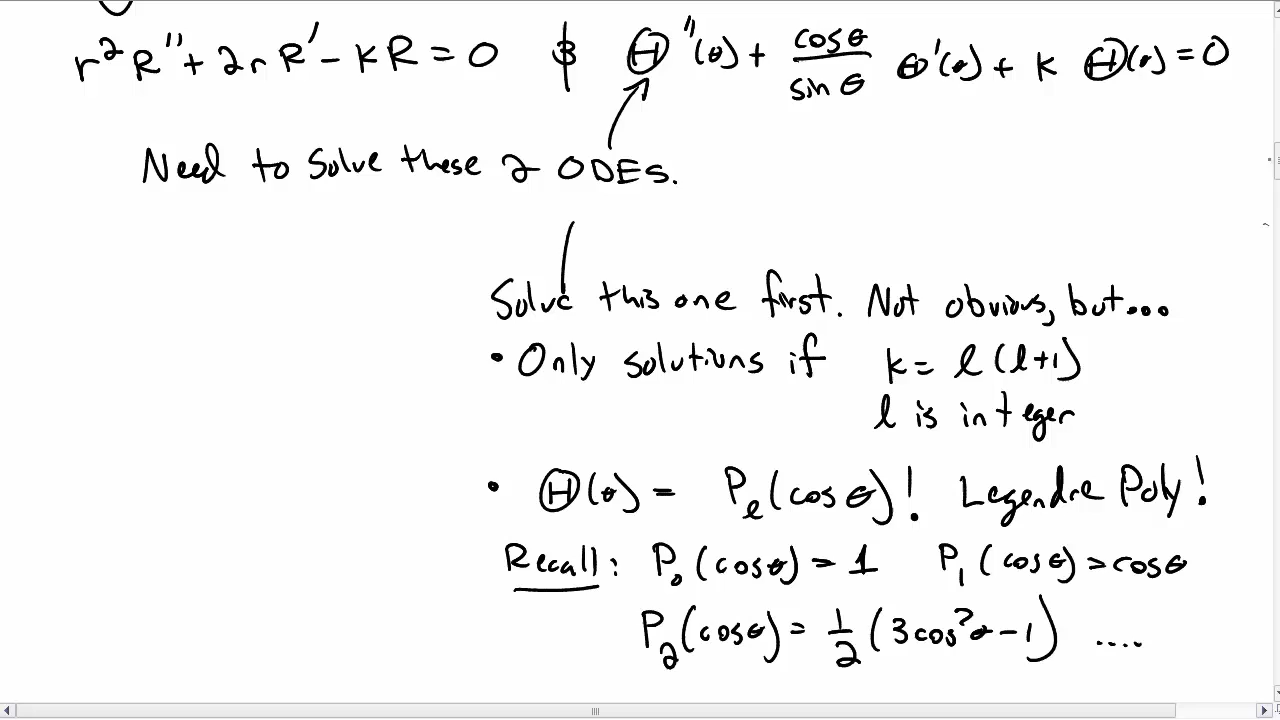 r²R'' + 2rR' - kR = 0 & Θ''(θ) + cosθ/sinθ Θ'(θ) + k Θ(θ) = 0
Need to solve these 2 ODEs.
Solve this one first. Not obvious, but...
• Only solutions if k = l(l+1)
l is integer
• Θ(θ) = Pₗ(cosθ)! Legendre Poly!
Recall: P₀(cosθ) = 1 P₁(cosθ) = cosθ
P₂(cosθ) = 1/2 (3cos²θ - 1) ....